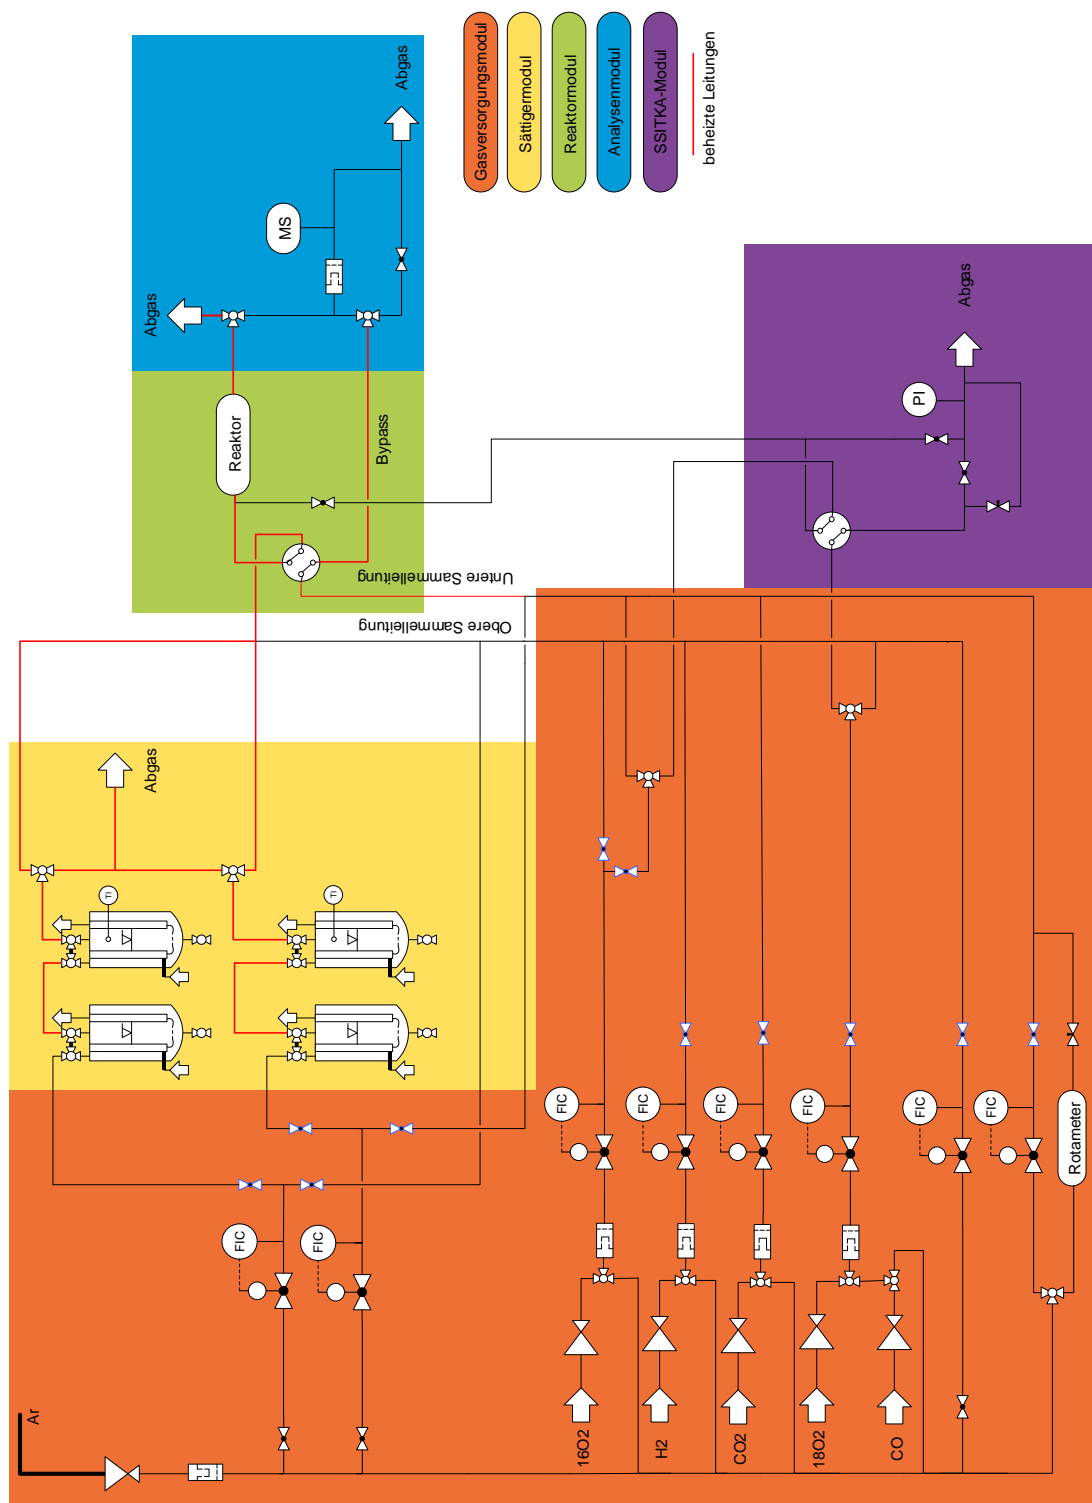 Gasversorgungsmodul
Sättigermodul
Reaktormodul
Analysenmodul
SSITKA-Modul
beheizte Leitungen
Abgas
MS
Abgas
Reaktor
Bypass
Abgas
PI
Untere Sammelleitung
Obere Sammelleitung
Abgas
TI
TI
FIC
FIC
FIC
FIC
FIC
FIC
FIC
FIC
Rotameter
Ar
16O2
H2
CO2
18O2
CO